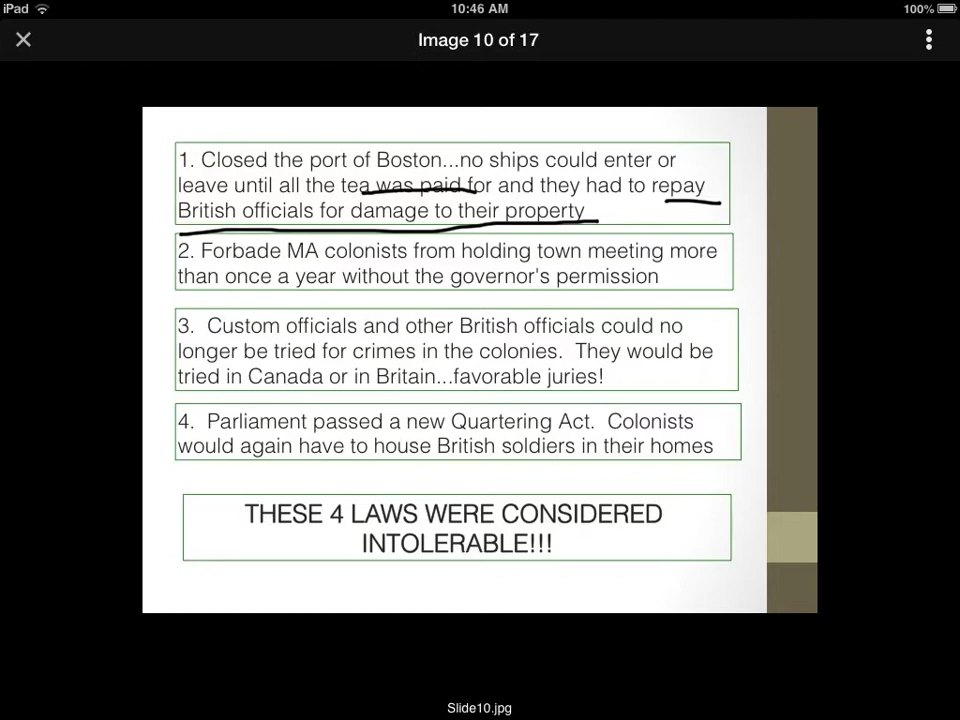 iPad 10:46 AM 100%
Image 10 of 17
1. Closed the port of Boston...no ships could enter or
leave until all the tea was paid for and they had to repay
British officials for damage to their property
2. Forbade MA colonists from holding town meeting more
than once a year without the governor's permission
3.  Custom officials and other British officials could no
longer be tried for crimes in the colonies.  They would be
tried in Canada or in Britain...favorable juries!
4.  Parliament passed a new Quartering Act.  Colonists
would again have to house British soldiers in their homes
THESE 4 LAWS WERE CONSIDERED
INTOLERABLE!!!
Slide10.jpg